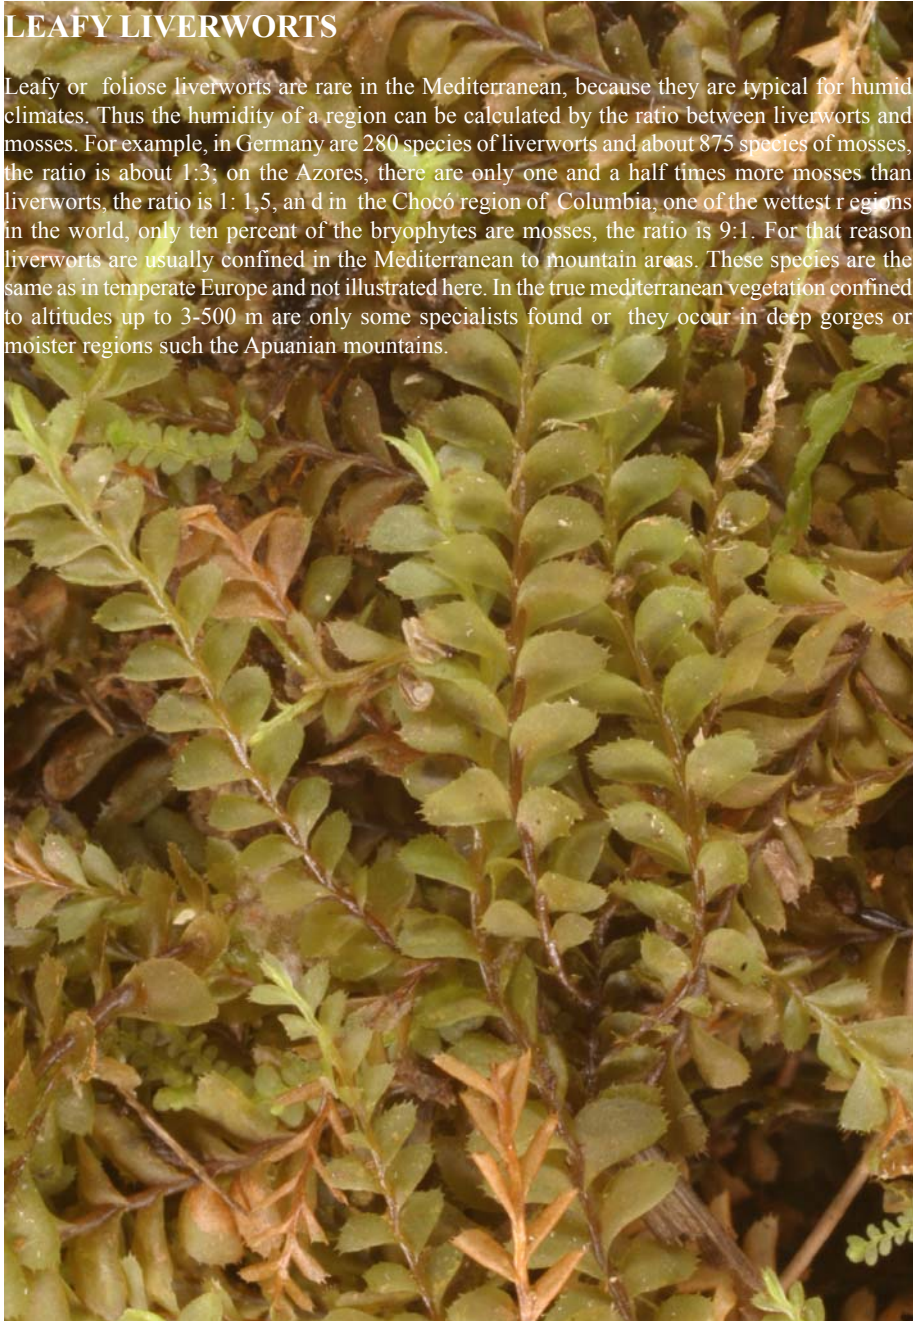 LEAFY LIVERWORTS
Leafy or foliose liverworts are rare in the Mediterranean, because they are typical for humid
climates. Thus the humidity of a region can be calculated by the ratio between liverworts and
mosses. For example, in Germany are 280 species of liverworts and about 875 species of mosses,
the ratio is about 1:3; on the Azores, there are only one and a half times more mosses than
liverworts, the ratio is 1: 1,5, an d in the Chocó region of Columbia, one of the wettest r egions
in the world, only ten percent of the bryophytes are mosses, the ratio is 9:1. For that reason
liverworts are usually confined in the Mediterranean to mountain areas. These species are the
same as in temperate Europe and not illustrated here. In the true mediterranean vegetation confined
to altitudes up to 3-500 m are only some specialists found or they occur in deep gorges or
moister regions such the Apuanian mountains.